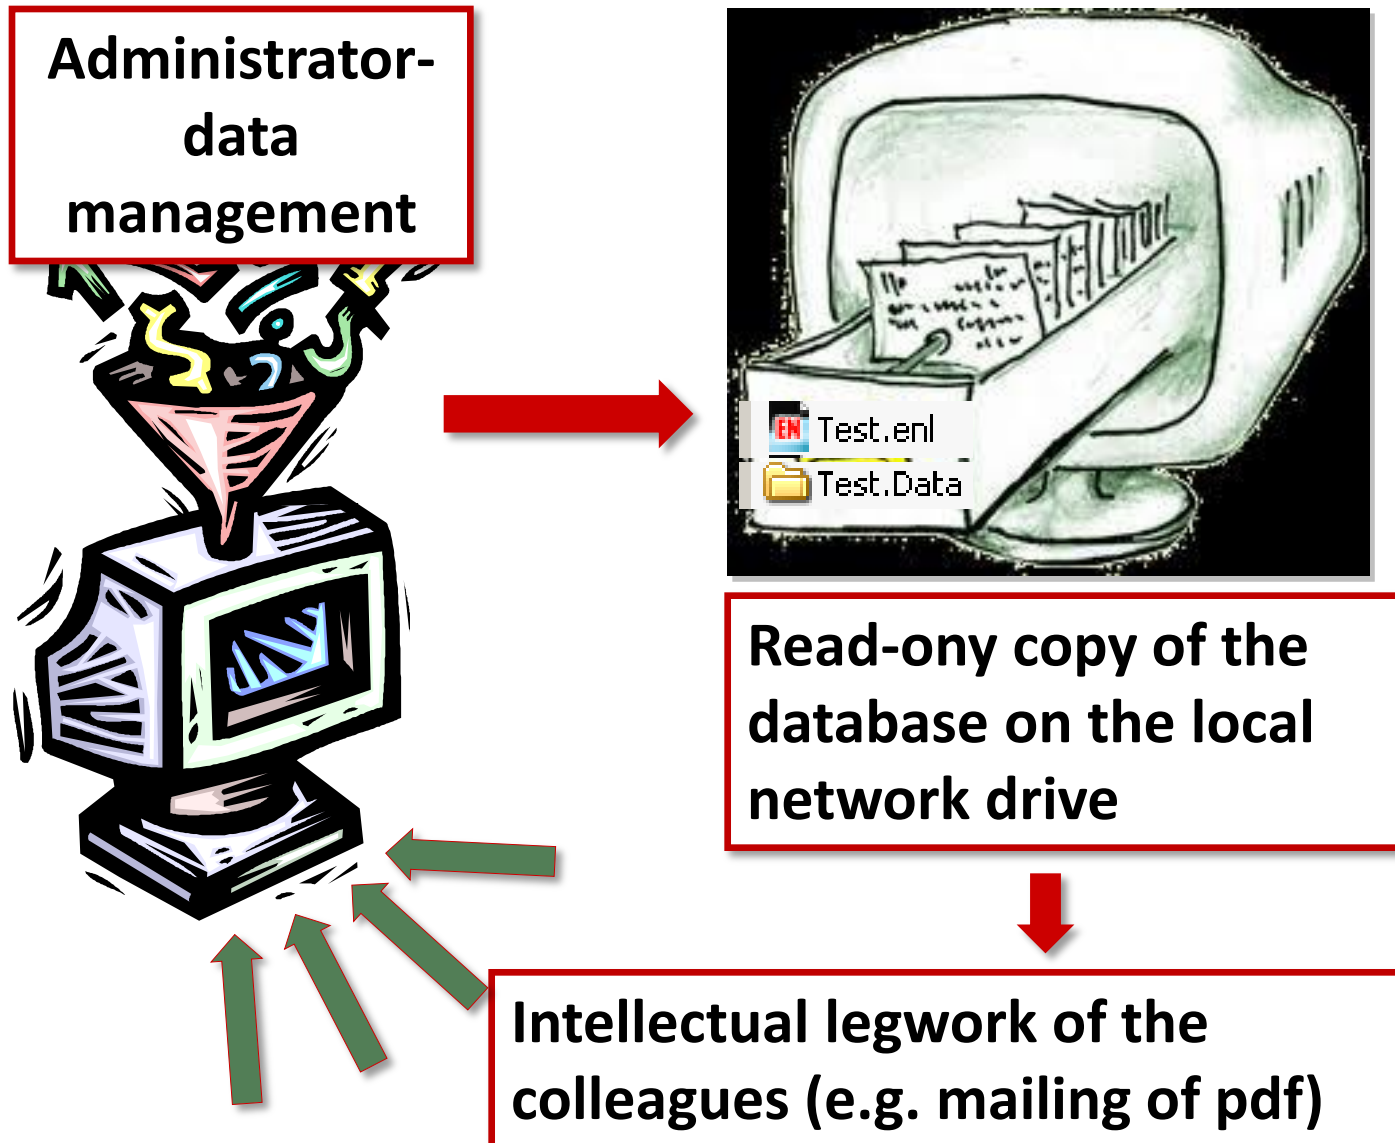 Administrator-
data
management
EN Test.enl
Test.Data
Read-ony copy of the
database on the local
network drive
Intellectual legwork of the
colleagues (e.g. mailing of pdf)